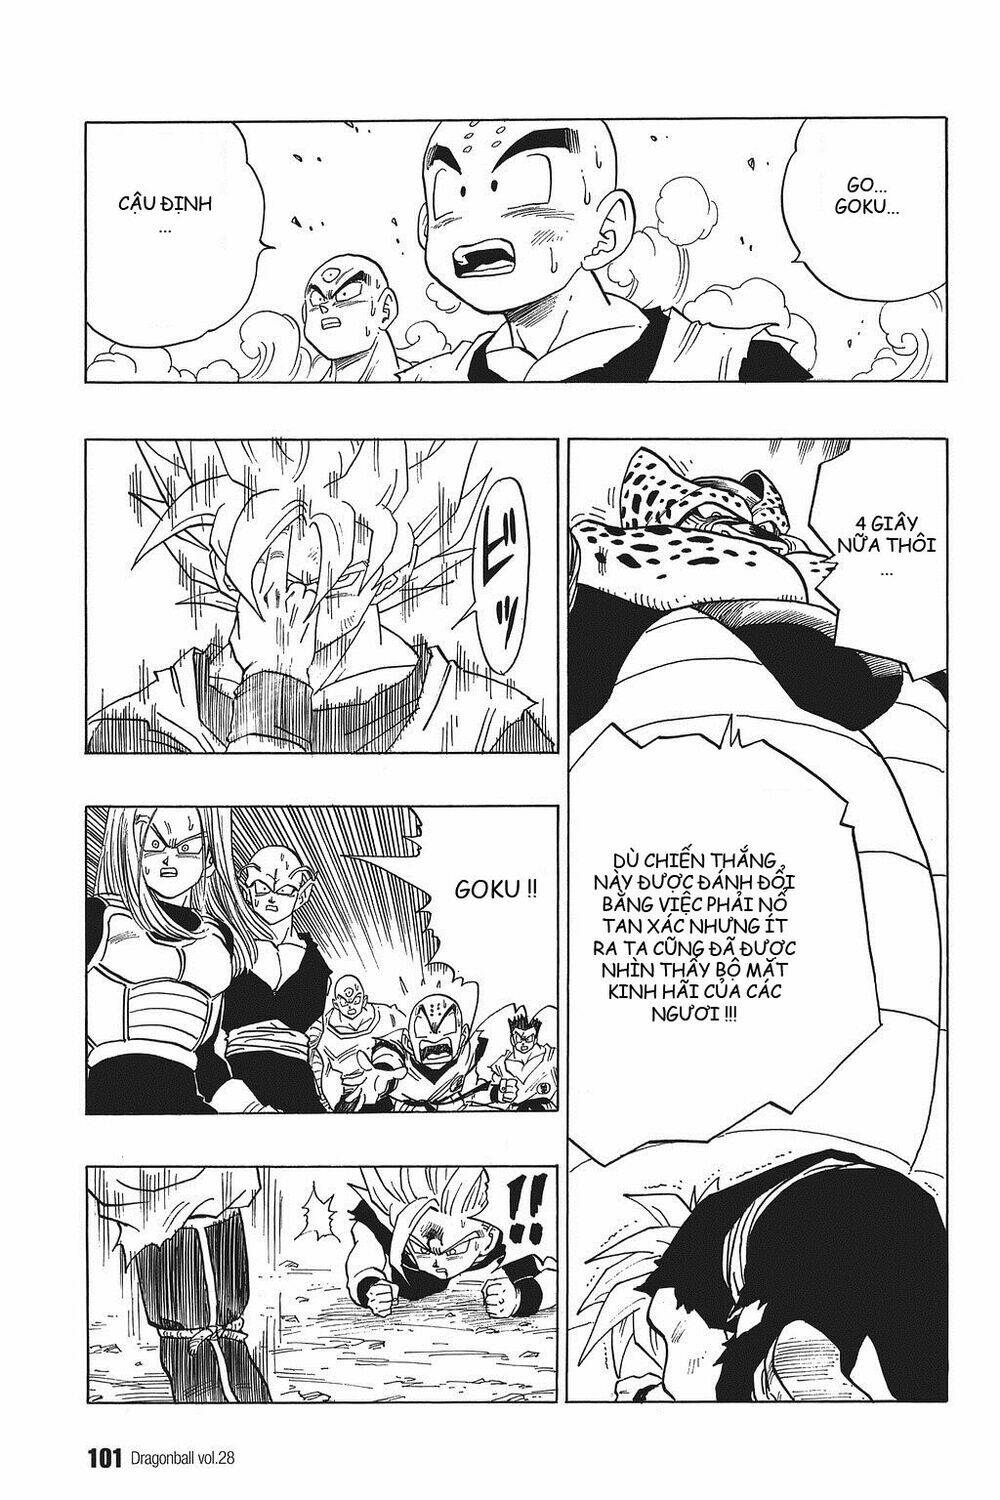 GO...
GOKU...
CẬU ĐỊNH
...
4 GIÂY
NỮA THÔI
...
DÙ CHIẾN THẮNG
NÀY ĐƯỢC ĐÁNH ĐỔI
BẰNG VIỆC PHẢI NỔ
TAN XÁC NHƯNG ÍT
RA TA CŨNG ĐÃ ĐƯỢC
NHÌN THẤY BỘ MẶT
KINH HÃI CỦA CÁC
NGƯƠI !!!
ビッ
GOKU !!
!!
101 Dragonball vol.28